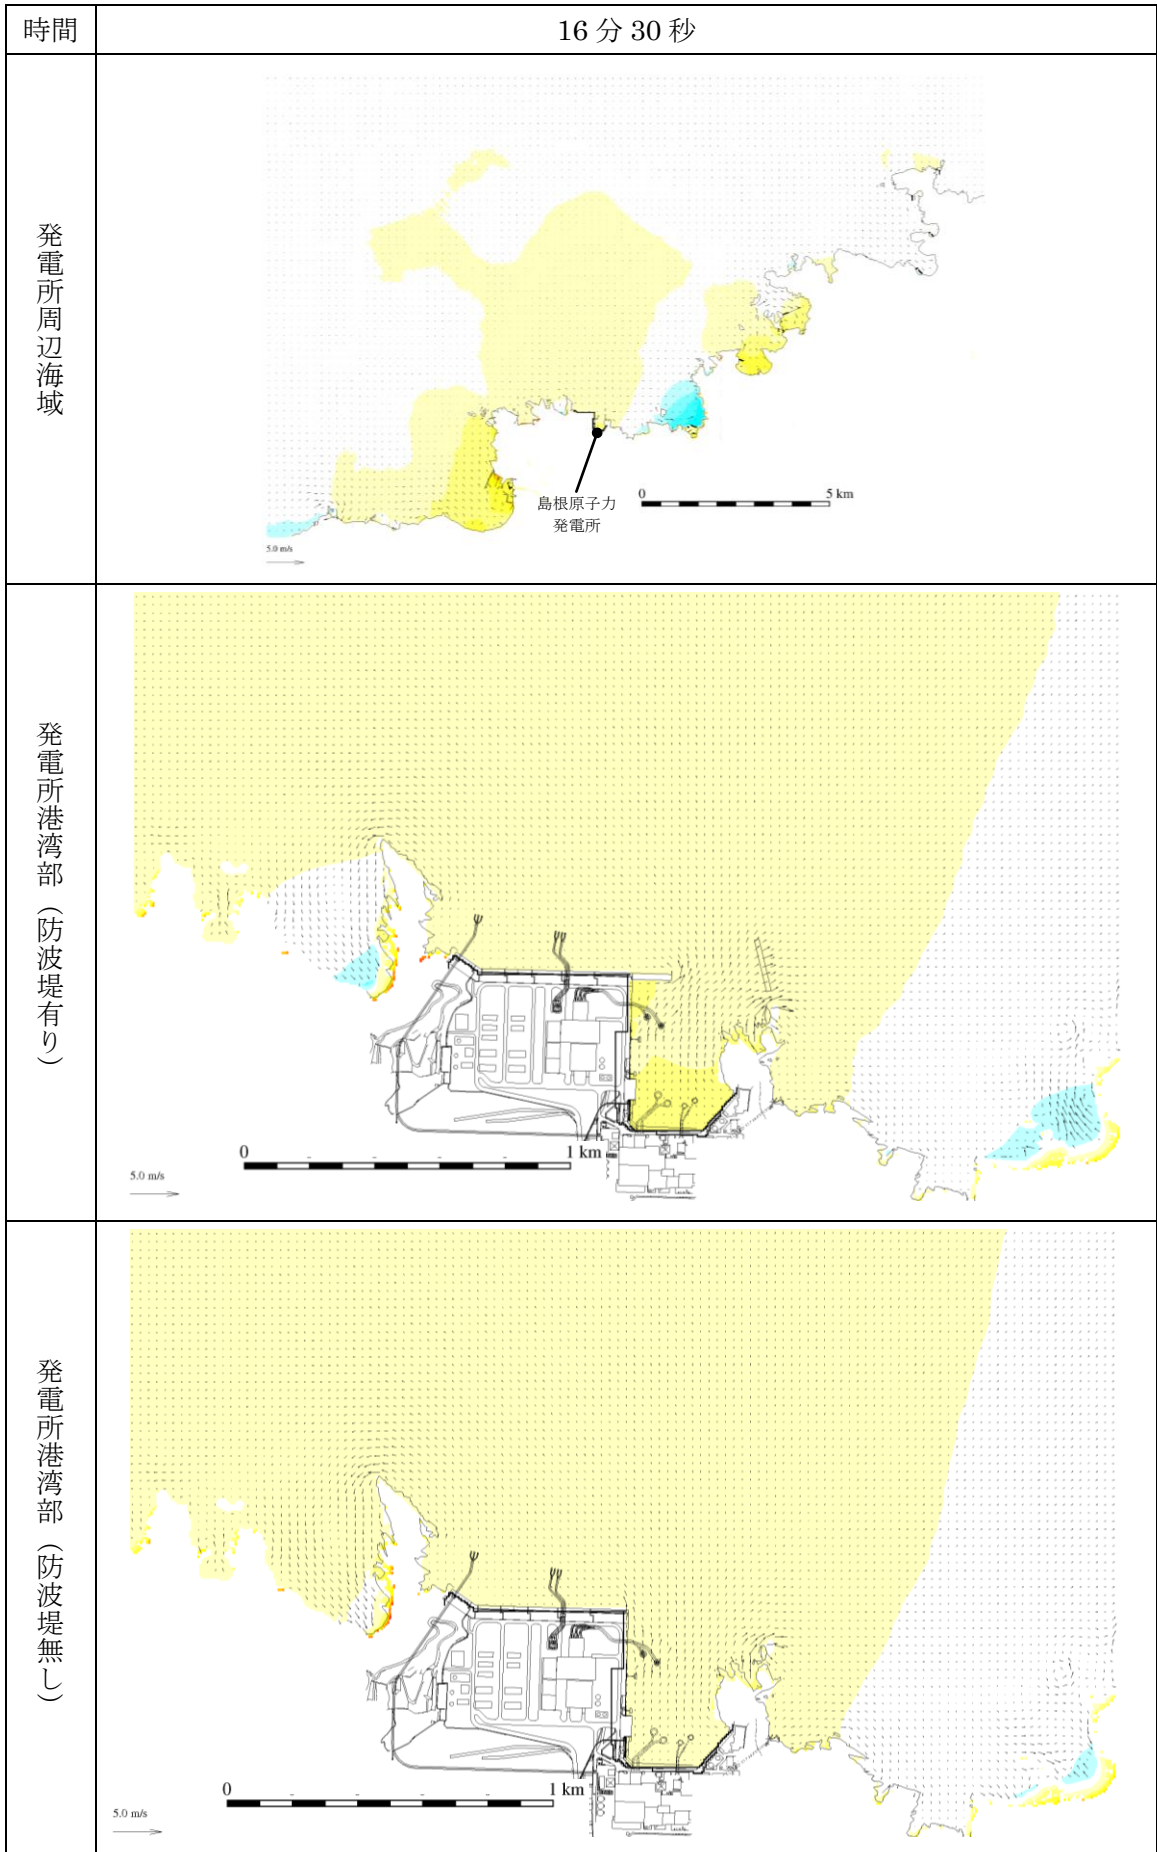 時間
16分30秒
発電所周辺海域
島根原子力
発電所
0 5 km
5.0 m/s
発電所港湾部（防波堤有り）
0 1 km
5.0 m/s
発電所港湾部（防波堤無し）
0 1 km
5.0 m/s